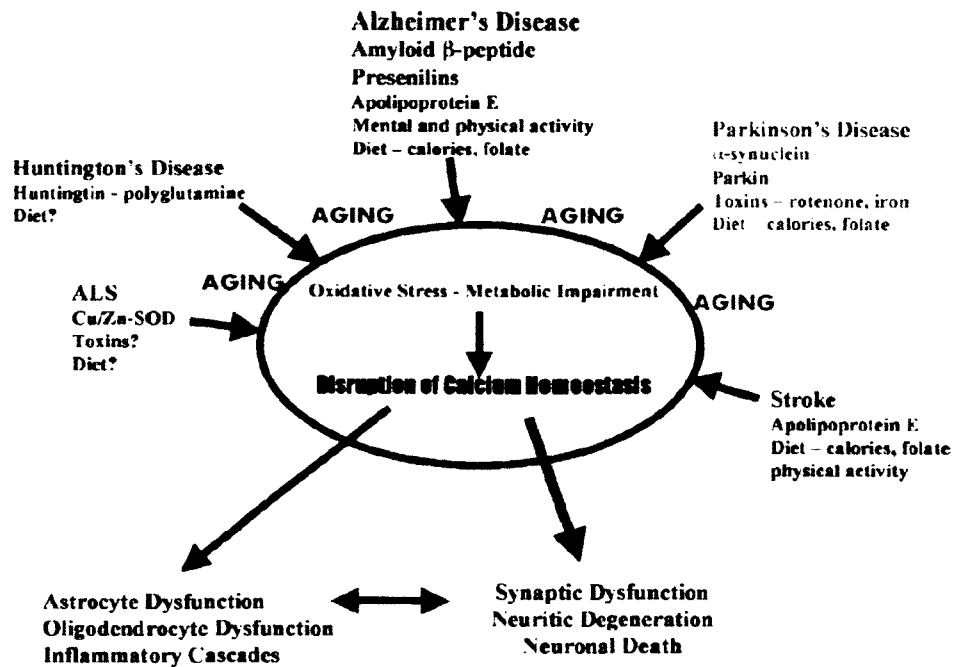 Alzheimer's Disease
Amyloid β-peptide
Presenilins
Apolipoprotein E
Mental and physical activity
Diet – calories, folate
Parkinson's Disease
α-synuclein
Parkin
Toxins – rotenone, iron
Diet – calories, folate
Huntington's Disease
Huntingtin - polyglutamine
Diet?
AGING
AGING
AGING
AGING
ALS
Cu/Zn-SOD
Toxins?
Diet?
Oxidative Stress - Metabolic Impairment
Disruption of Calcium Homeostasis
Stroke
Apolipoprotein E
Diet – calories, folate
physical activity
Astrocyte Dysfunction
Oligodendrocyte Dysfunction
Inflammatory Cascades
Synaptic Dysfunction
Neuritic Degeneration
Neuronal Death